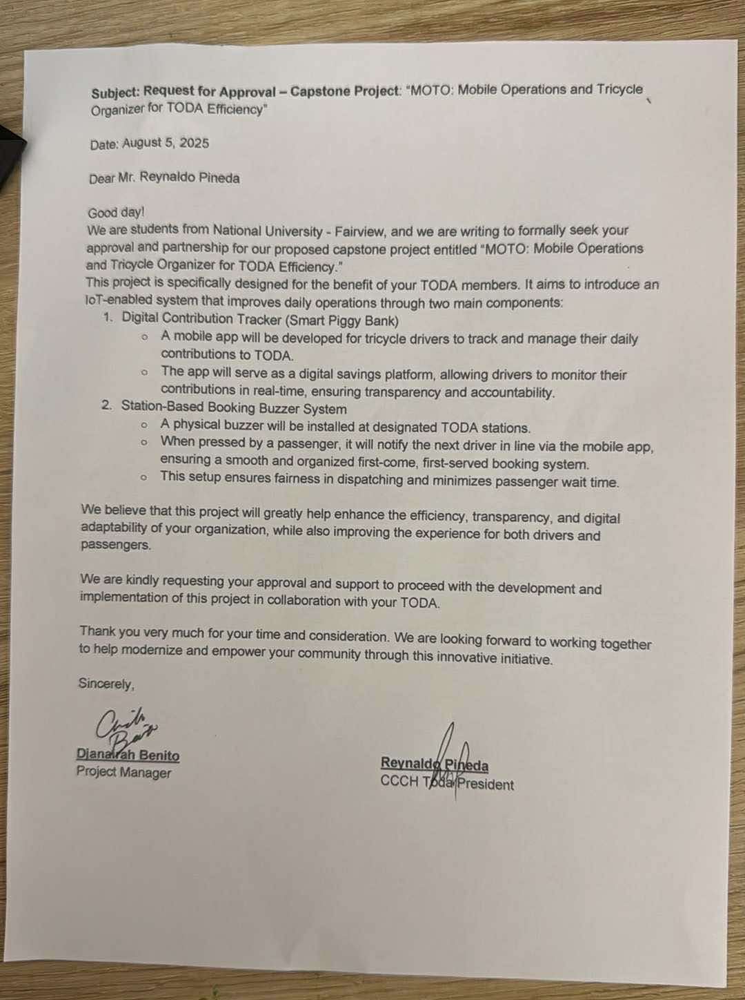 Subject: Request for Approval – Capstone Project: "MOTO: Mobile Operations and Tricycle
Organizer for TODA Efficiency"
Date: August 5, 2025
Dear Mr. Reynaldo Pineda
Good day!
We are students from National University - Fairview, and we are writing to formally seek your
approval and partnership for our proposed capstone project entitled "MOTO: Mobile Operations
and Tricycle Organizer for TODA Efficiency."
This project is specifically designed for the benefit of your TODA members. It aims to introduce an
IoT-enabled system that improves daily operations through two main components:
1. Digital Contribution Tracker (Smart Piggy Bank)
○ A mobile app will be developed for tricycle drivers to track and manage their daily
contributions to TODA.
○ The app will serve as a digital savings platform, allowing drivers to monitor their
contributions in real-time, ensuring transparency and accountability.
2. Station-Based Booking Buzzer System
○ A physical buzzer will be installed at designated TODA stations.
○ When pressed by a passenger, it will notify the next driver in line via the mobile app,
ensuring a smooth and organized first-come, first-served booking system.
○ This setup ensures fairness in dispatching and minimizes passenger wait time.
We believe that this project will greatly help enhance the efficiency, transparency, and digital
adaptability of your organization, while also improving the experience for both drivers and
passengers.
We are kindly requesting your approval and support to proceed with the development and
implementation of this project in collaboration with your TODA.
Thank you very much for your time and consideration. We are looking forward to working together
to help modernize and empower your community through this innovative initiative.
Sincerely,
Dianairah Benito
Project Manager
Reynaldo Pineda
CCCH Toda President